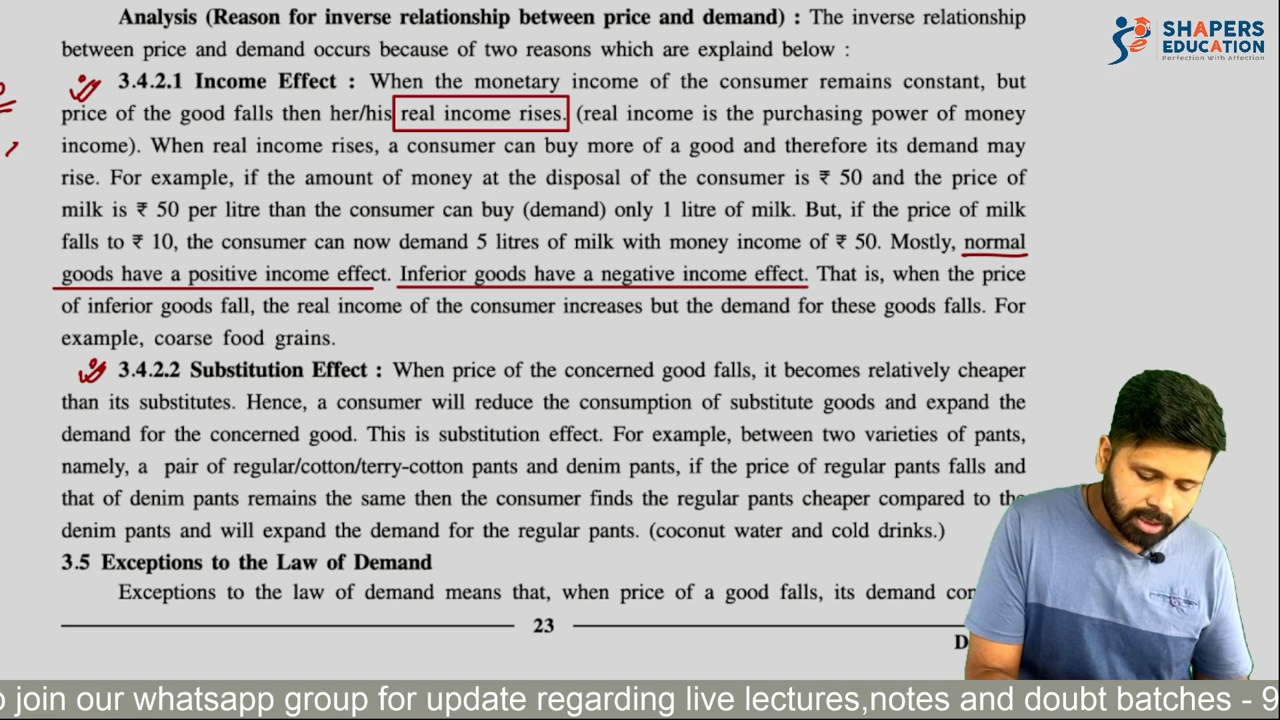 Analysis (Reason for inverse relationship between price and demand) : The inverse relationship
between price and demand occurs because of two reasons which are explaind below :
3.4.2.1 Income Effect : When the monetary income of the consumer remains constant, but
price of the good falls then her/his real income rises. (real income is the purchasing power of money
income). When real income rises, a consumer can buy more of a good and therefore its demand may
rise. For example, if the amount of money at the disposal of the consumer is ₹ 50 and the price of
milk is ₹ 50 per litre than the consumer can buy (demand) only 1 litre of milk. But, if the price of milk
falls to ₹ 10, the consumer can now demand 5 litres of milk with money income of ₹ 50. Mostly, normal
goods have a positive income effect. Inferior goods have a negative income effect. That is, when the price
of inferior goods fall, the real income of the consumer increases but the demand for these goods falls. For
example, coarse food grains.
3.4.2.2 Substitution Effect : When price of the concerned good falls, it becomes relatively cheaper
than its substitutes. Hence, a consumer will reduce the consumption of substitute goods and expand the
demand for the concerned good. This is substitution effect. For example, between two varieties of pants,
namely, a pair of regular/cotton/terry-cotton pants and denim pants, if the price of regular pants falls and
that of denim pants remains the same then the consumer finds the regular pants cheaper compared to the
denim pants and will expand the demand for the regular pants. (coconut water and cold drinks.)
3.5 Exceptions to the Law of Demand
Exceptions to the law of demand means that, when price of a good falls, its demand
23
SHAPERS
EDUCATION
Perfection With Affection
join our whatsapp group for update regarding live lectures,notes and doubt batches - 9